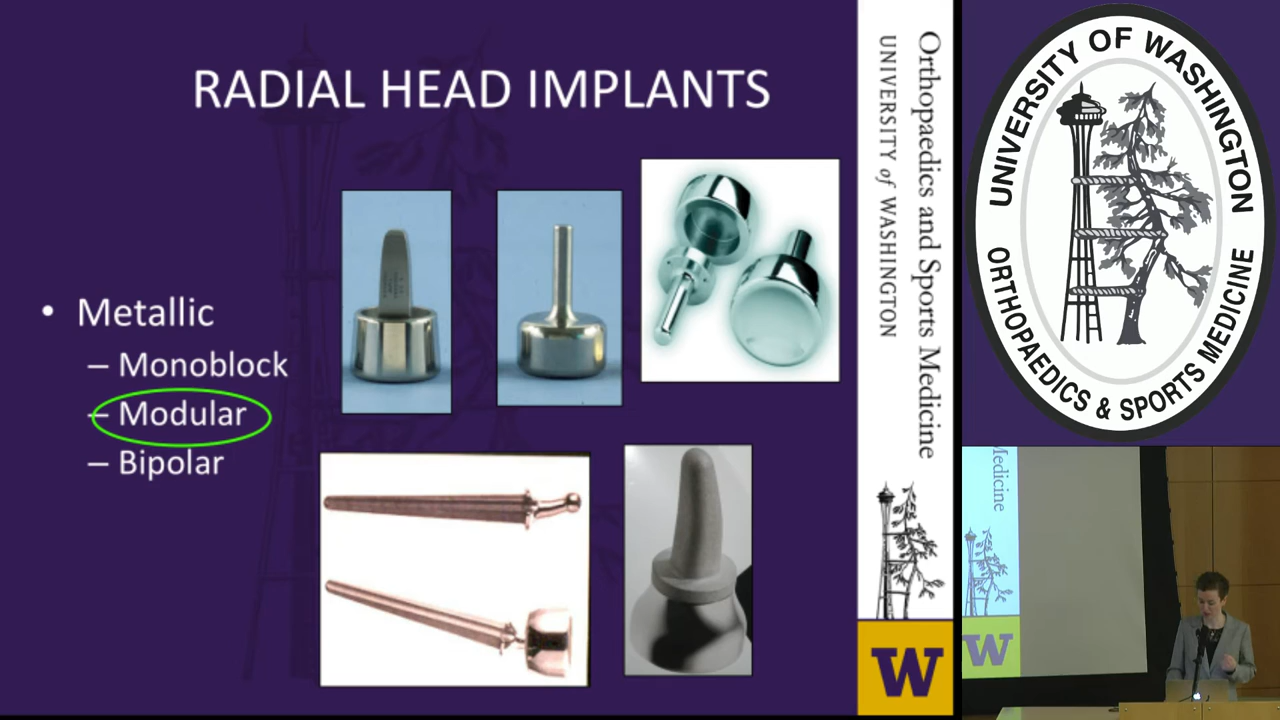 RADIAL HEAD IMPLANTS
• Metallic
– Monoblock
– Modular
– Bipolar
Orthopaedics and Sports Medicine
UNIVERSITY of WASHINGTON
W
UNIVERSITY OF WASHINGTON
ORTHOPAEDICS & SPORTS MEDICINE
Medicine
W